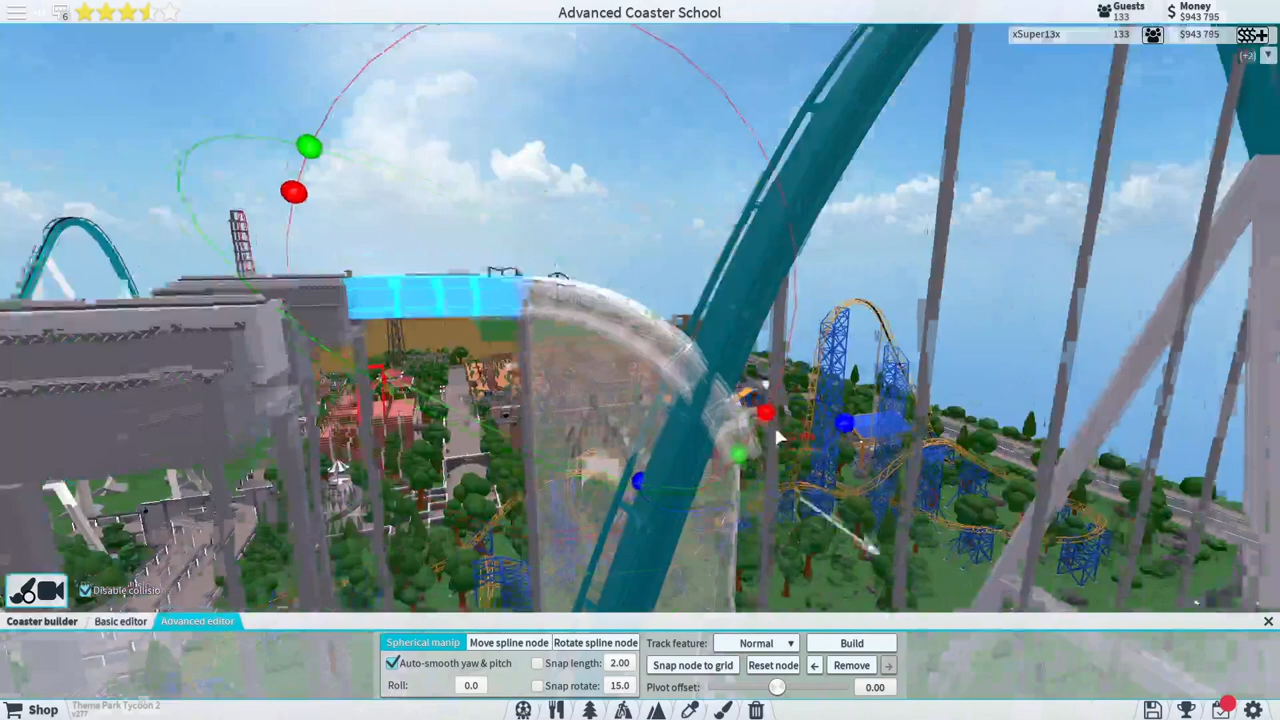 6
Advanced Coaster School
Guests
133
Money
$943 795
xSuper13x 133 $943 795 $$$+
(+2) ▼
Disable collisio
Coaster builder Basic editor Advanced editor ×
Spherical manip Move spline node Rotate spline node Track feature: Normal ▼ Build
Auto-smooth yaw & pitch Snap length: 2.00 Snap node to grid Reset node ← Remove →
Roll: 0.0 Snap rotate: 15.0 Pivot offset: 0.00
Shop Theme Park Tycoon 2
v277